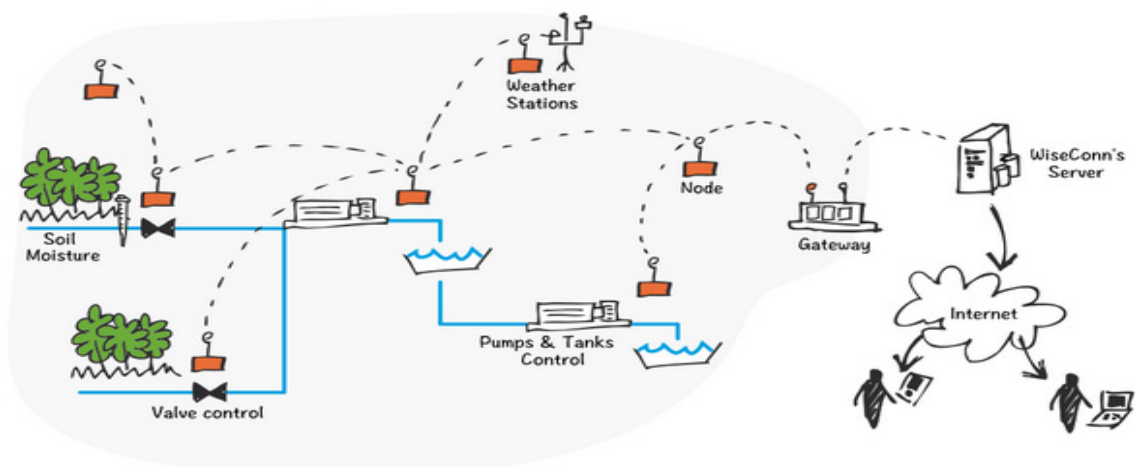 Weather
Stations
WiseConn's
Server
Node
Soil
Moisture
Gateway
Internet
Pumps & Tanks
Control
Valve control